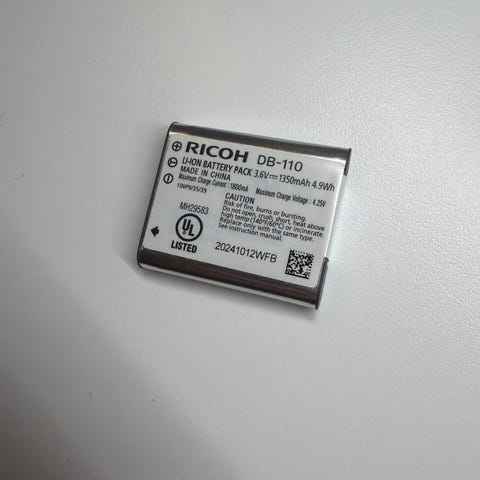 RICOH DB-110
LI-ION BATTERY PACK 3.6V⎓1350mAh 4.9Wh
MADE IN CHINA
Maximum Charge Current : 1800mA Maximum Charge Voltage : 4.25V
1INP9/35/39
CAUTION
Risk of fire, burns or bursting.
Do not open, crush, short, heat above
high temp (140°F/60°C) or incinerate.
Replace only with the same type.
See instruction manual.
MH29583
UL
LISTED
20241012WFB